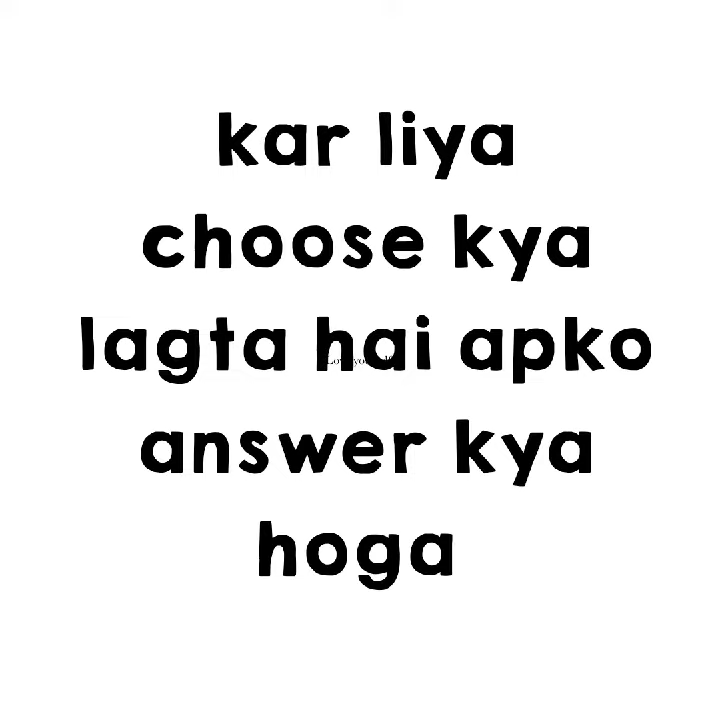 kar liya
choose kya
lagta hai apko
answer kya
hoga